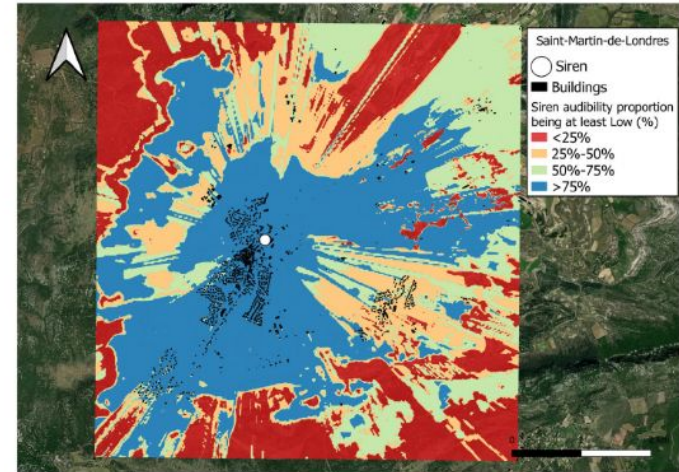 Saint-Martin-de-Londres
Siren
Buildings
Siren audibility proportion
being at least Low (%)
<25%
25%-50%
50%-75%
>75%
0